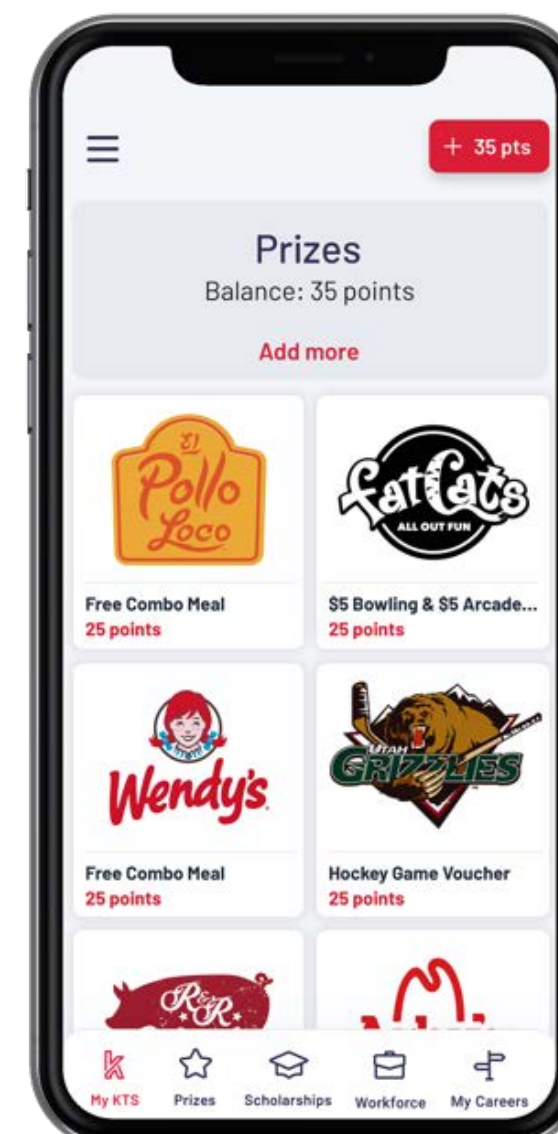 + 35 pts
Prizes
Balance: 35 points
Add more
El
Pollo
Loco
Free Combo Meal
25 points
fatCats
ALL OUT FUN
$5 Bowling & $5 Arcade...
25 points
Wendy's
Free Combo Meal
25 points
UTAH
GRIZZLIES
Hockey Game Voucher
25 points
R&R
k
My KTS
Prizes
Scholarships
Workforce
My Careers